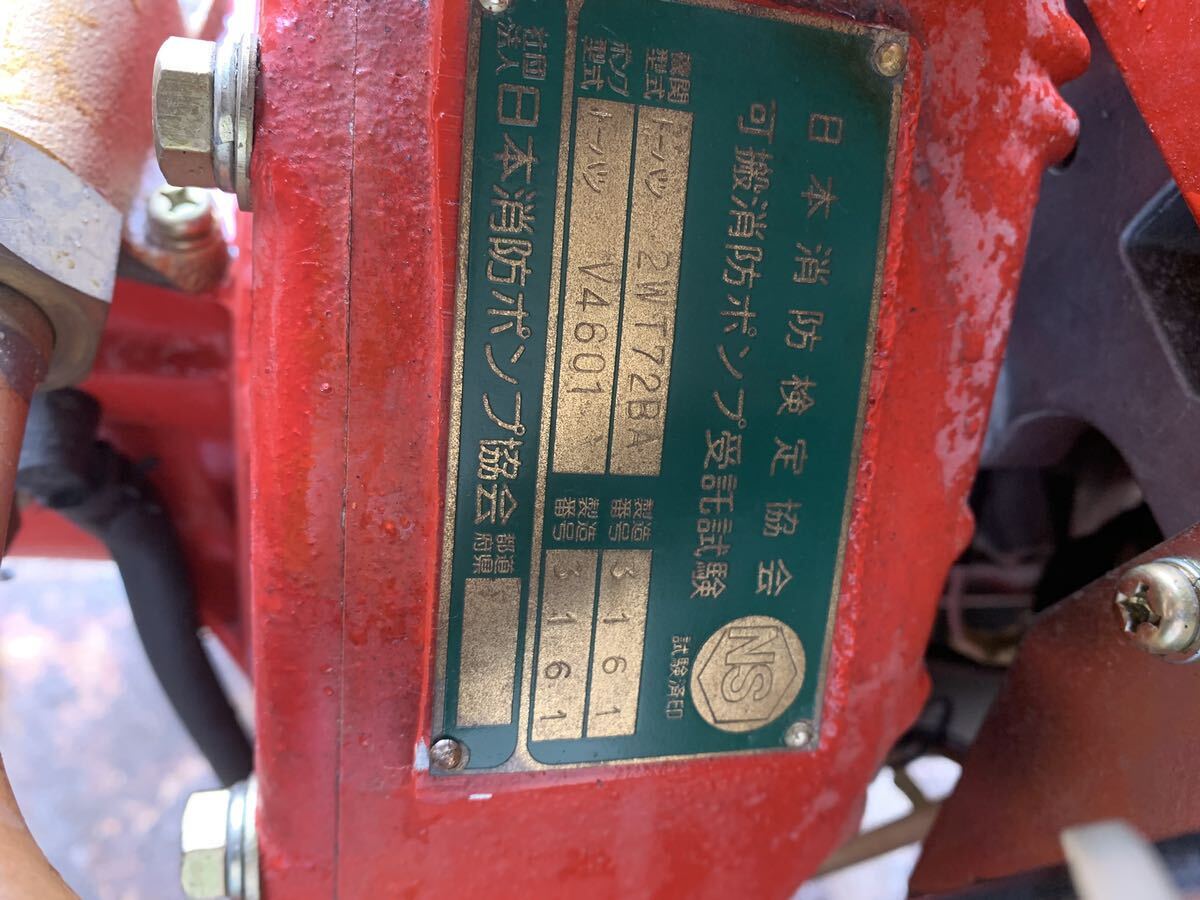 日本消防検定協会
可搬消防ポンプ受託試験
NS
試験済印
機関型式 トーハツ 2WT72BA 製造番号 3161
ポンプ型式 トーハツ V4601 製造番号 3161
社団法人 日本消防ポンプ協会 都道府県